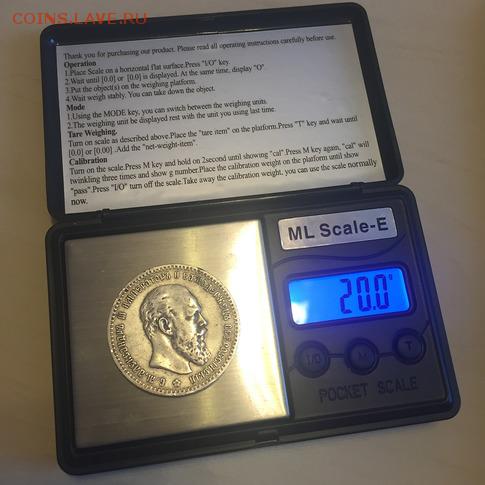 COINS.LAVE.RU
Thank you for purchasing our product. Please read all operating instructions carefully before use.
Operation
1.Place Scale on a horizontal flat surface.Press "I/O" key.
2.Wait until [0.0] or [0.0] is displayed. At the same time, display "O"
3.Put the object(s) on the weighing platform.
4.Wait weigh stably. You can take down the object.
Mode
1.Using the MODE key, you can switch between the weighing units.
2.The weighing unit be displayed rest with the unit you using last time.
Tare Weighing.
Turn on scale as described above.Place the "tare item" on the platform.Press "T" key and wait until
[0.0] or [0.00] .Add the "net-weight-item".
Calibration
Turn on the scale.Press M key and hold on 2second until showing "cal".Press M key again, "cal" will
twinkling three times and show g number.Place the calibration weight on the platform until show
"pass".Press "I/O" turn off the scale.Take away the calibration weight, you can use the scale normally
now.
ML Scale-E
20.0
I/O M T
POCKET SCALE